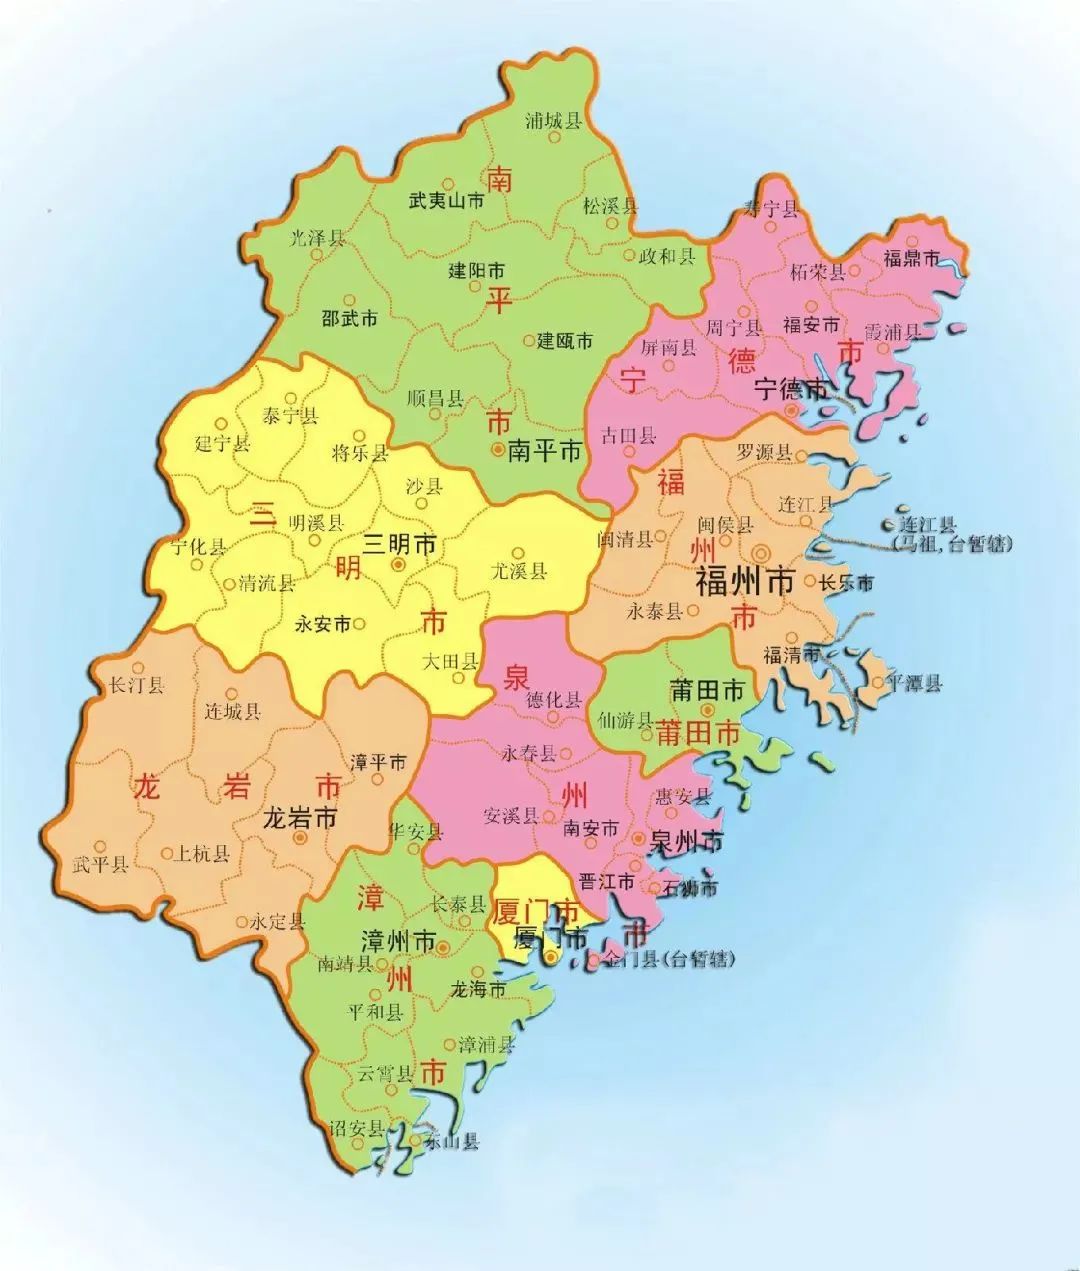 浦城县
南
武夷山市
松溪县
寿宁县
光泽县
政和县
福鼎市
建阳市
柘荣县
平
邵武市
周宁县
福安市
霞浦县
建瓯市
屏南县
德
市
宁
宁德市
顺昌县
泰宁县
市
南平市
古田县
建宁县
将乐县
罗源县
沙县
福
连江县
三
明溪县
闽侯县
连江县
(马祖,台暂辖)
宁化县
三明市
闽清县
州
明
尤溪县
清流县
福州市
长乐市
永安市
市
永泰县
市
大田县
福清市
长汀县
泉
平潭县
德化县
莆田市
连城县
仙游县
莆田市
永春县
漳平市
龙
岩
市
州
惠安县
龙岩市
安溪县
南安市
华安县
泉州市
上杭县
武平县
晋江市
石狮市
漳
长泰县
厦门市
永定县
漳州市
厦门市
市
南靖县
州
金门县(台暂辖)
龙海市
平和县
漳浦县
云霄县
市
诏安县
东山县